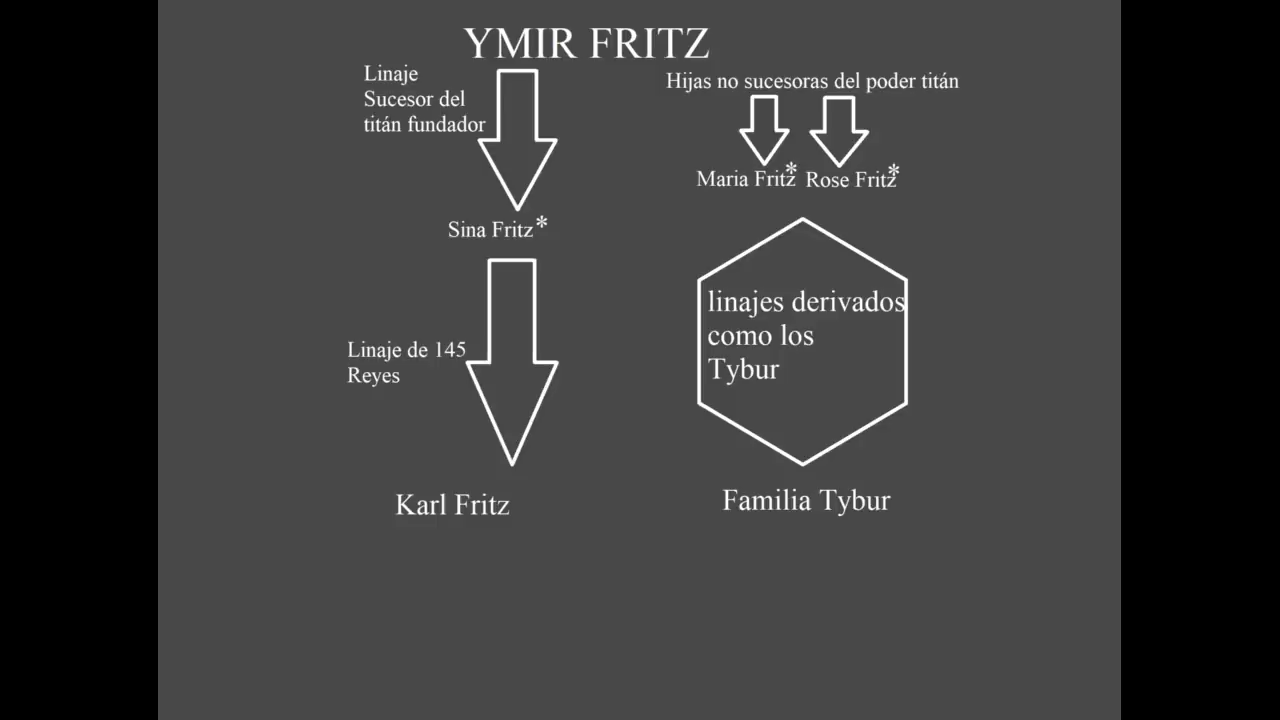 YMIR FRITZ
Linaje
Sucesor del
titán fundador
Hijas no sucesoras del poder titán
Maria Fritz* Rose Fritz*
Sina Fritz*
linajes derivados
como los
Tybur
Linaje de 145
Reyes
Karl Fritz
Familia Tybur